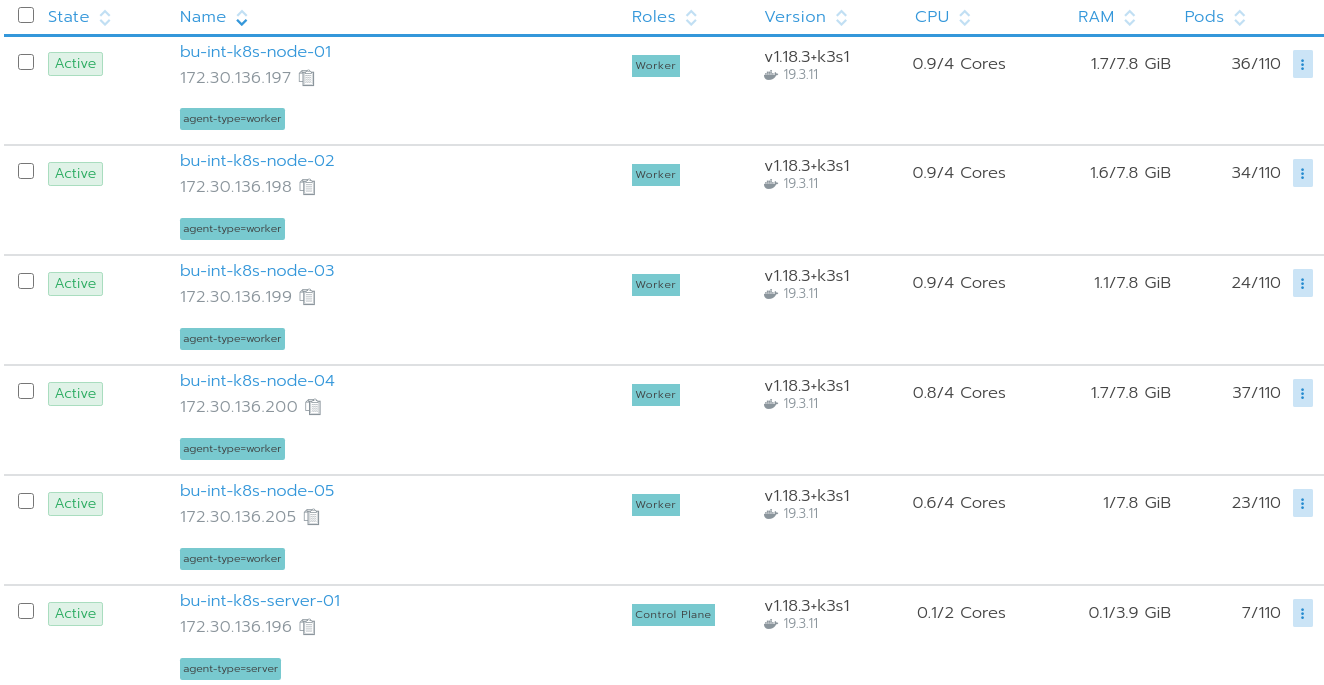 State Name Roles Version CPU RAM Pods
Active bu-int-k8s-node-01 Worker v1.18.3+k3s1 0.9/4 Cores 1.7/7.8 GiB 36/110
172.30.136.197 19.3.11
agent-type=worker
Active bu-int-k8s-node-02 Worker v1.18.3+k3s1 0.9/4 Cores 1.6/7.8 GiB 34/110
172.30.136.198 19.3.11
agent-type=worker
Active bu-int-k8s-node-03 Worker v1.18.3+k3s1 0.9/4 Cores 1.1/7.8 GiB 24/110
172.30.136.199 19.3.11
agent-type=worker
Active bu-int-k8s-node-04 Worker v1.18.3+k3s1 0.8/4 Cores 1.7/7.8 GiB 37/110
172.30.136.200 19.3.11
agent-type=worker
Active bu-int-k8s-node-05 Worker v1.18.3+k3s1 0.6/4 Cores 1/7.8 GiB 23/110
172.30.136.205 19.3.11
agent-type=worker
Active bu-int-k8s-server-01 Control Plane v1.18.3+k3s1 0.1/2 Cores 0.1/3.9 GiB 7/110
172.30.136.196 19.3.11
agent-type=server